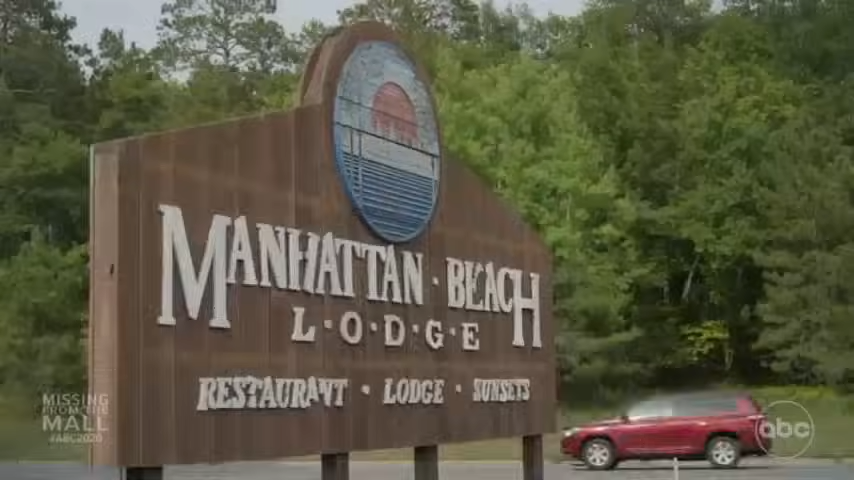 MANHATTAN · BEACH
L·O·D·G·E
RESTAURANT · LODGE · SUNSETS
MISSING
FROM THE
MALL
#ABC2020
abc